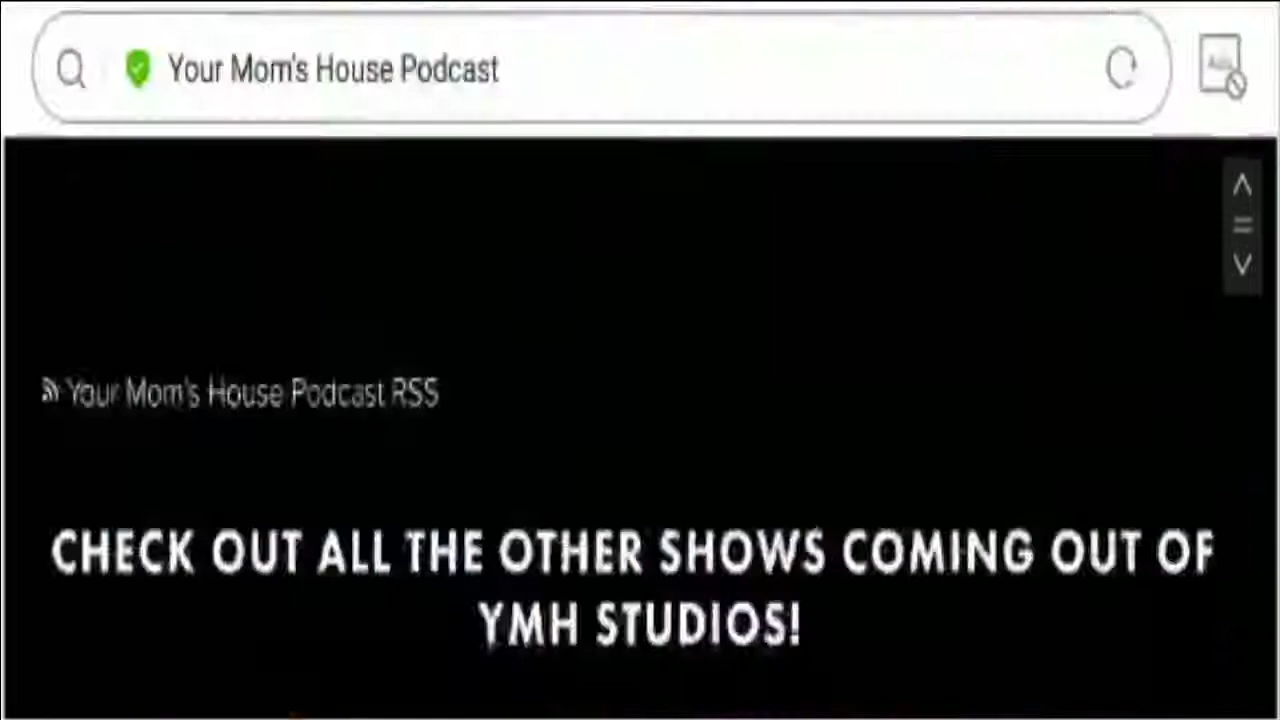 Your Mom's House Podcast
Your Mom's House Podcast RSS
CHECK OUT ALL THE OTHER SHOWS COMING OUT OF
YMH STUDIOS!